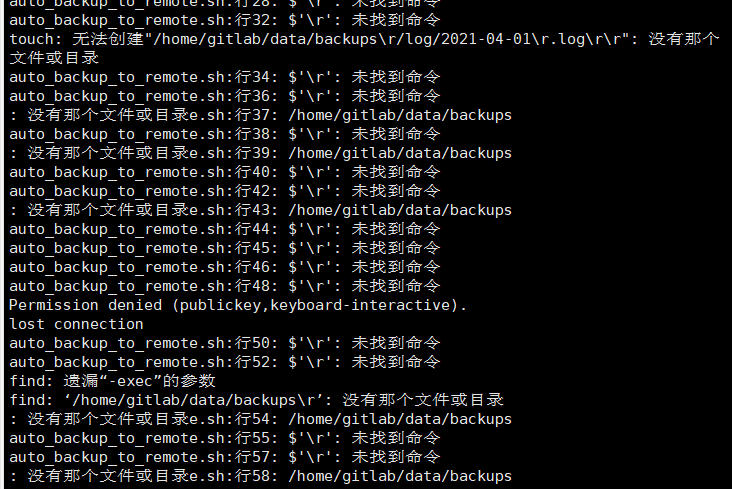 auto_backup_to_remote.sh:行28: $'\r': 未找到命令
auto_backup_to_remote.sh:行32: $'\r': 未找到命令
touch: 无法创建"/home/gitlab/data/backups\r/log/2021-04-01\r.log\r\r": 没有那个
文件或目录
auto_backup_to_remote.sh:行34: $'\r': 未找到命令
auto_backup_to_remote.sh:行36: $'\r': 未找到命令
: 没有那个文件或目录e.sh:行37: /home/gitlab/data/backups
auto_backup_to_remote.sh:行38: $'\r': 未找到命令
: 没有那个文件或目录e.sh:行39: /home/gitlab/data/backups
auto_backup_to_remote.sh:行40: $'\r': 未找到命令
auto_backup_to_remote.sh:行42: $'\r': 未找到命令
: 没有那个文件或目录e.sh:行43: /home/gitlab/data/backups
auto_backup_to_remote.sh:行44: $'\r': 未找到命令
auto_backup_to_remote.sh:行45: $'\r': 未找到命令
auto_backup_to_remote.sh:行46: $'\r': 未找到命令
auto_backup_to_remote.sh:行48: $'\r': 未找到命令
Permission denied (publickey,keyboard-interactive).
lost connection
auto_backup_to_remote.sh:行50: $'\r': 未找到命令
auto_backup_to_remote.sh:行52: $'\r': 未找到命令
find: 遗漏“-exec”的参数
find: ‘/home/gitlab/data/backups\r’: 没有那个文件或目录
: 没有那个文件或目录e.sh:行54: /home/gitlab/data/backups
auto_backup_to_remote.sh:行55: $'\r': 未找到命令
auto_backup_to_remote.sh:行57: $'\r': 未找到命令
: 没有那个文件或目录e.sh:行58: /home/gitlab/data/backups